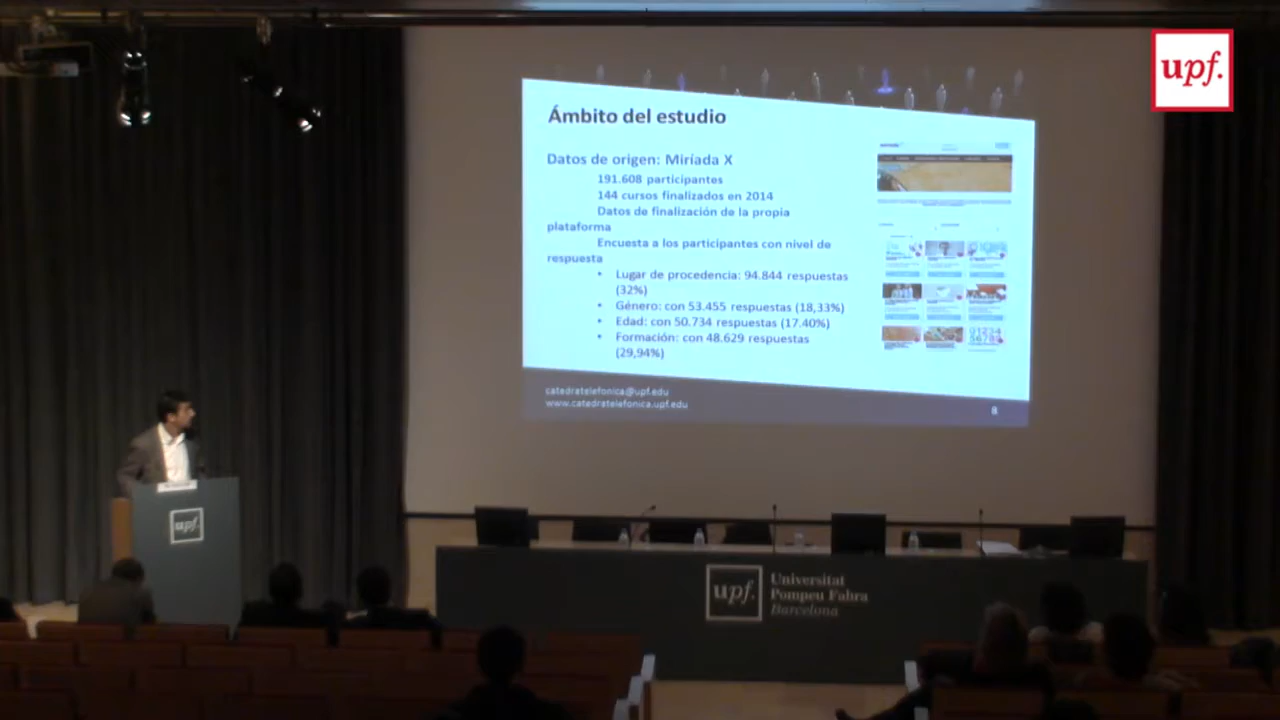 upf.
Ámbito del estudio
Datos de origen: Miríada X
191.608 participantes
144 cursos finalizados en 2014
Datos de finalización de la propia
plataforma
Encuesta a los participantes con nivel de
respuesta
• Lugar de procedencia: 94.844 respuestas
(32%)
• Género: con 53.455 respuestas (18,33%)
• Edad: con 50.734 respuestas (17.40%)
• Formación: con 48.629 respuestas
(29,94%)
catedratelefonica@upf.edu
www.catedratelefonica.upf.edu
8
upf.
upf.
Universitat
Pompeu Fabra
Barcelona